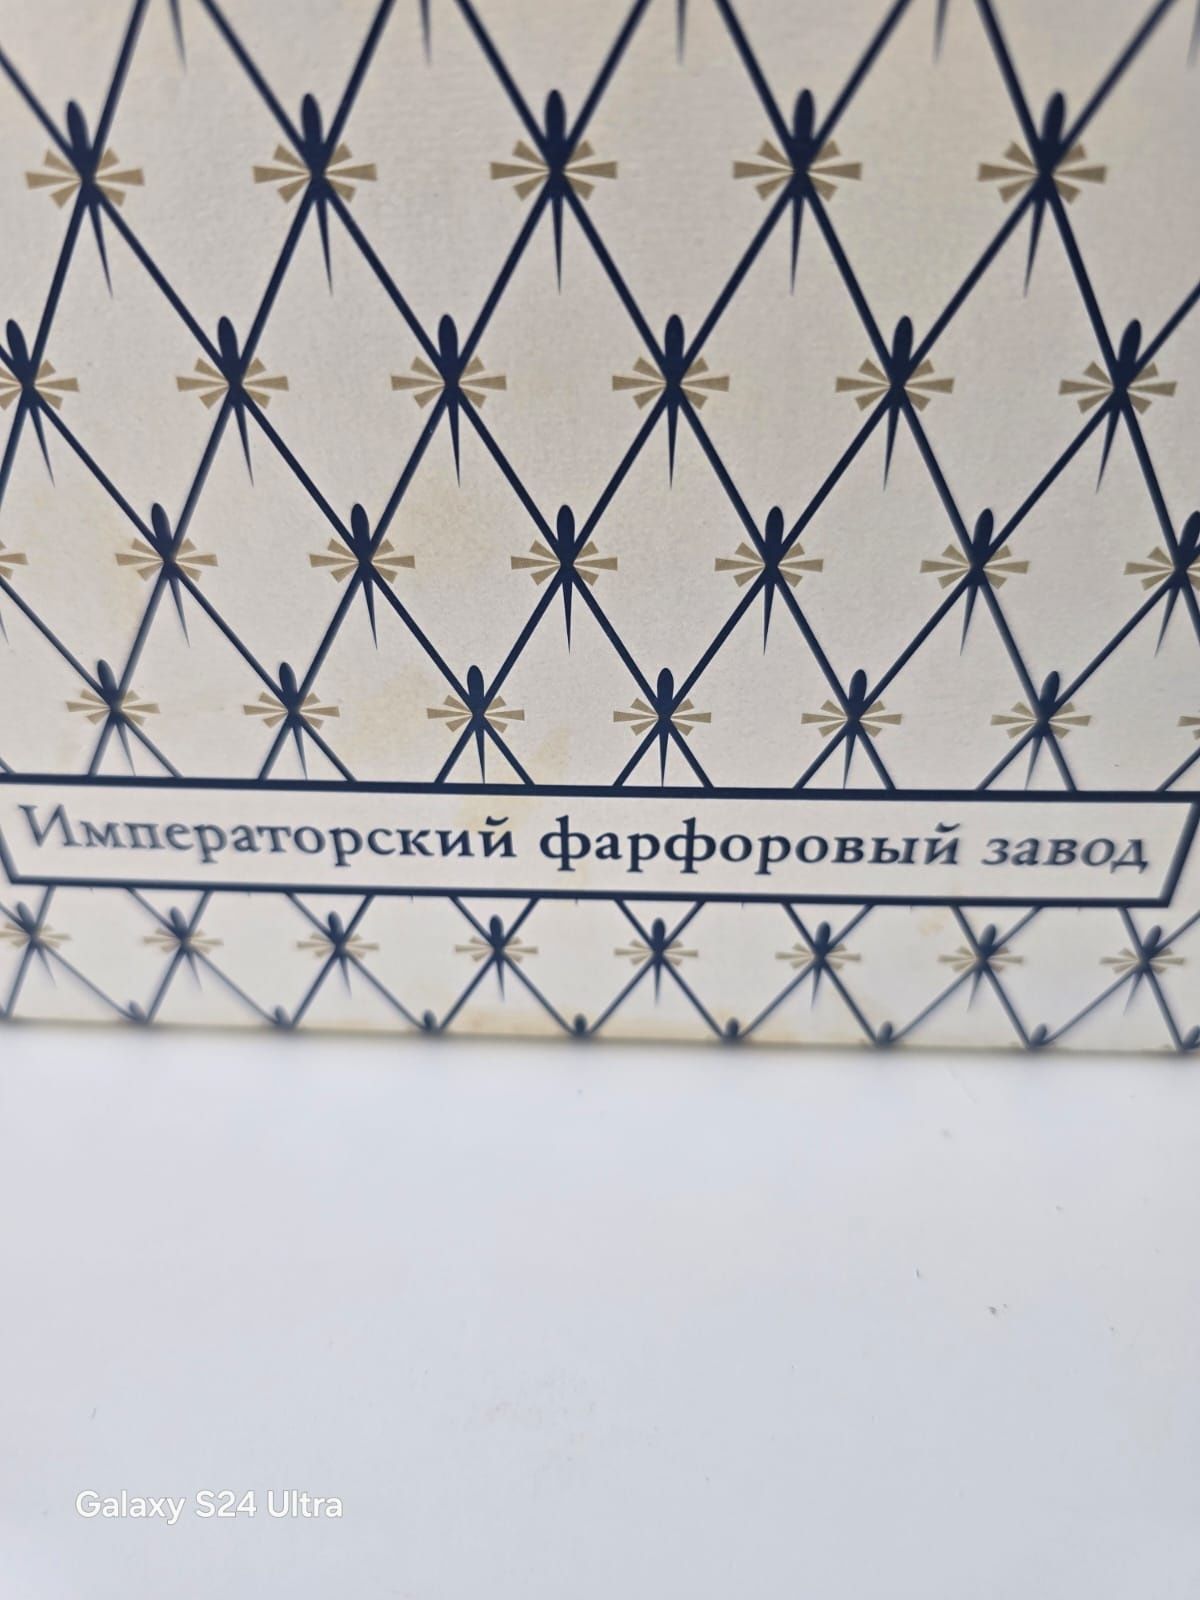 Императорский фарфоровый завод
Galaxy S24 Ultra